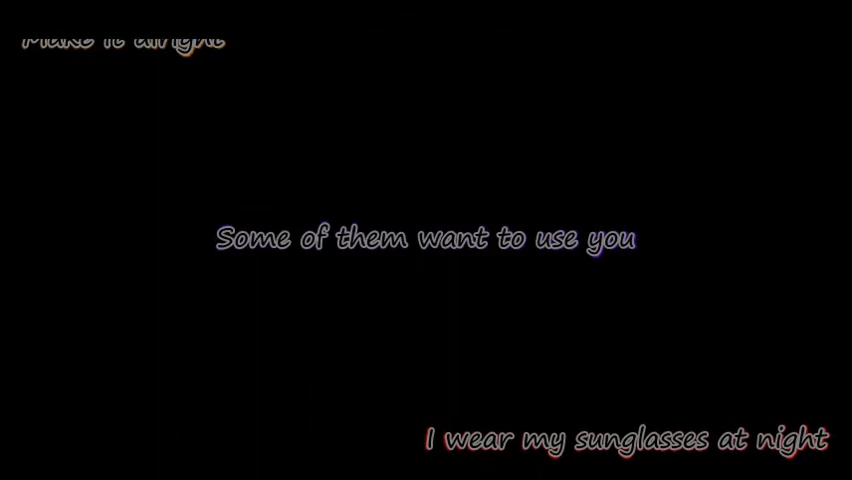 Make it alright
Some of them want to use you
I wear my sunglasses at night